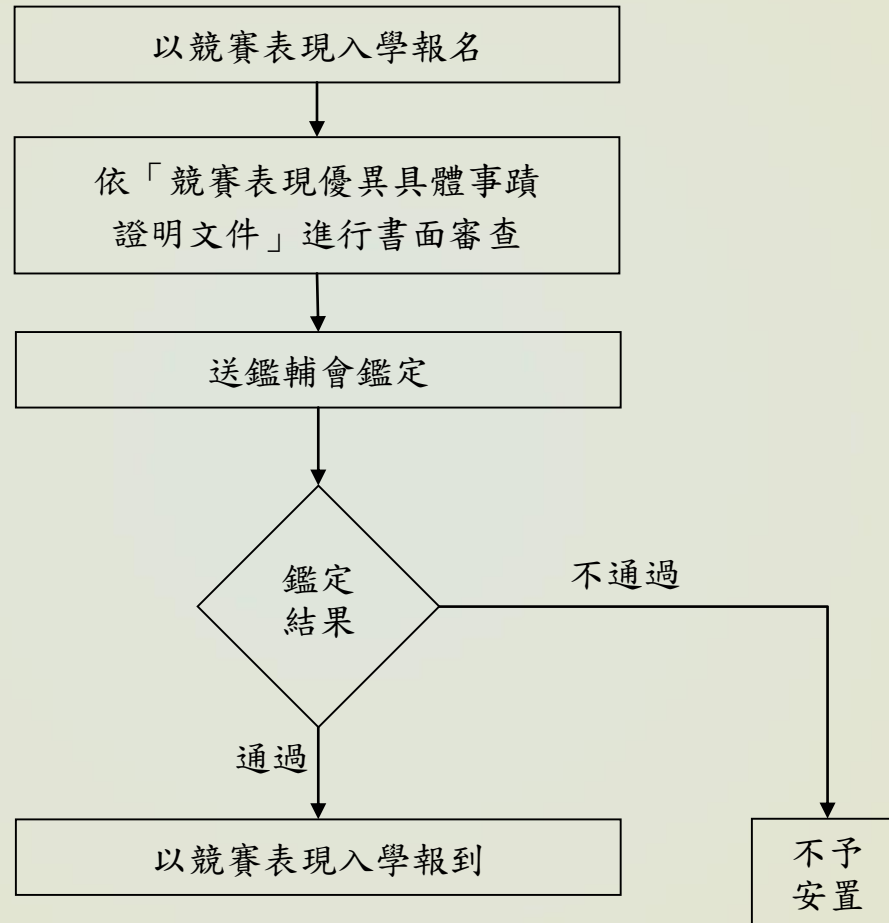 以競賽表現入學報名
依「競賽表現優異具體事蹟
證明文件」進行書面審查
送鑑輔會鑑定
鑑定
結果
不通過
通過
以競賽表現入學報到
不予
安置